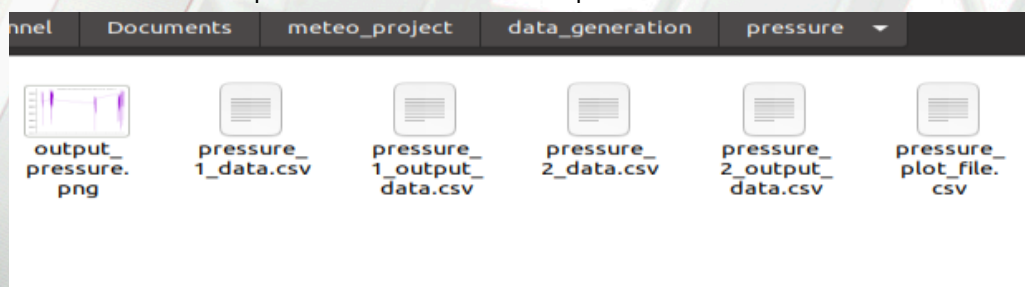 nnel Documents meteo_project data_generation pressure
output_ pressure_ pressure_ pressure_ pressure_ pressure_
pressure. 1_data.csv 1_output_ 2_data.csv 2_output_ plot_file.
png data.csv data.csv csv